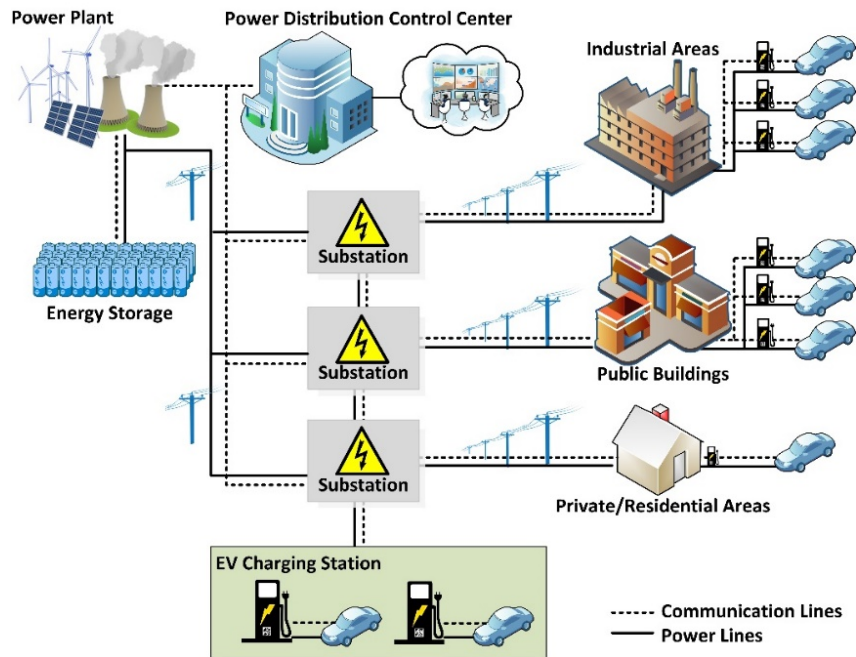 Power Plant
Power Distribution Control Center
Industrial Areas
Substation
Energy Storage
Substation
Public Buildings
Substation
Private/Residential Areas
EV Charging Station
Communication Lines
Power Lines